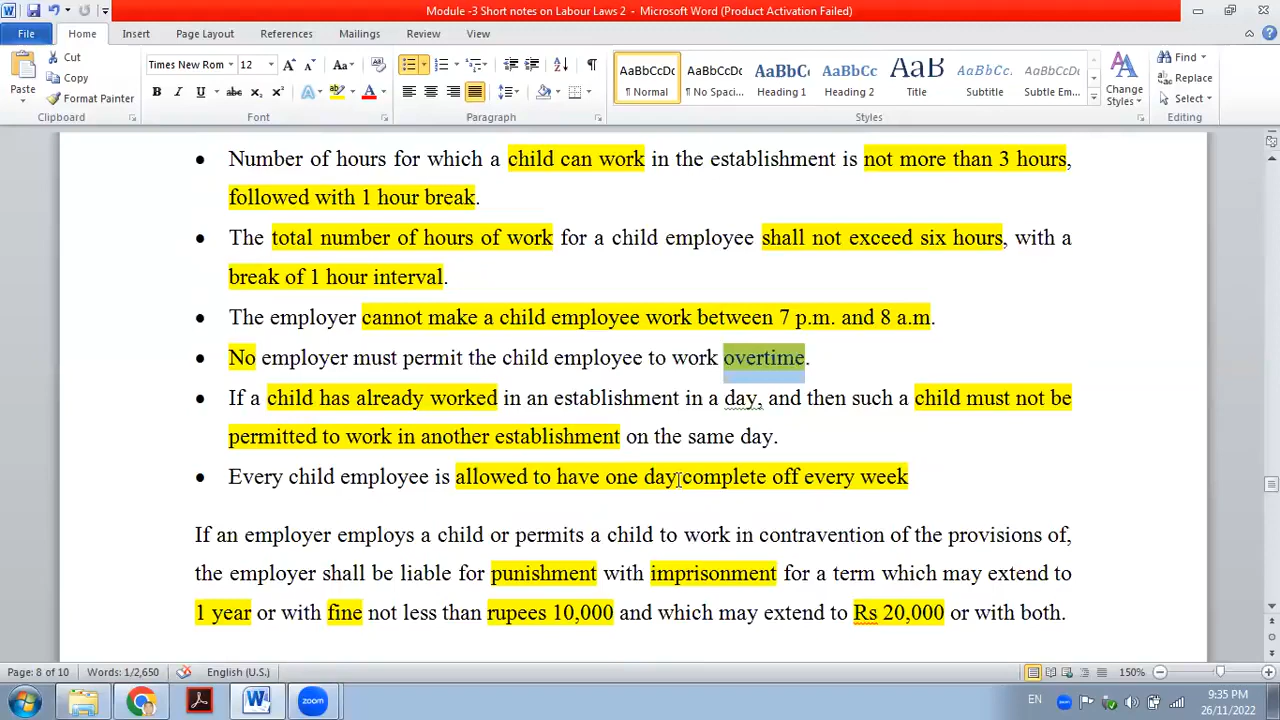 Module -3 Short notes on Labour Laws 2 - Microsoft Word (Product Activation Failed)
File Home Insert Page Layout References Mailings Review View
Paste Cut Copy Format Painter Clipboard
Times New Rom 12 Font
Paragraph
AaBbCcDc ¶ Normal
AaBbCcDc ¶ No Spaci...
AaBbCc Heading 1
AaBbCc Heading 2
AaB Title
AaBbCcDc Subtitle
AaBbCcDc Subtle Em...
Change Styles
Styles
Find Replace Select Editing
• Number of hours for which a child can work in the establishment is not more than 3 hours,
followed with 1 hour break.
• The total number of hours of work for a child employee shall not exceed six hours, with a
break of 1 hour interval.
• The employer cannot make a child employee work between 7 p.m. and 8 a.m.
• No employer must permit the child employee to work overtime.
• If a child has already worked in an establishment in a day, and then such a child must not be
permitted to work in another establishment on the same day.
• Every child employee is allowed to have one day complete off every week
If an employer employs a child or permits a child to work in contravention of the provisions of,
the employer shall be liable for punishment with imprisonment for a term which may extend to
1 year or with fine not less than rupees 10,000 and which may extend to Rs 20,000 or with both.
Page: 8 of 10 Words: 1/2,650 English (U.S.) 150%
zoom EN 9:35 PM
26/11/2022